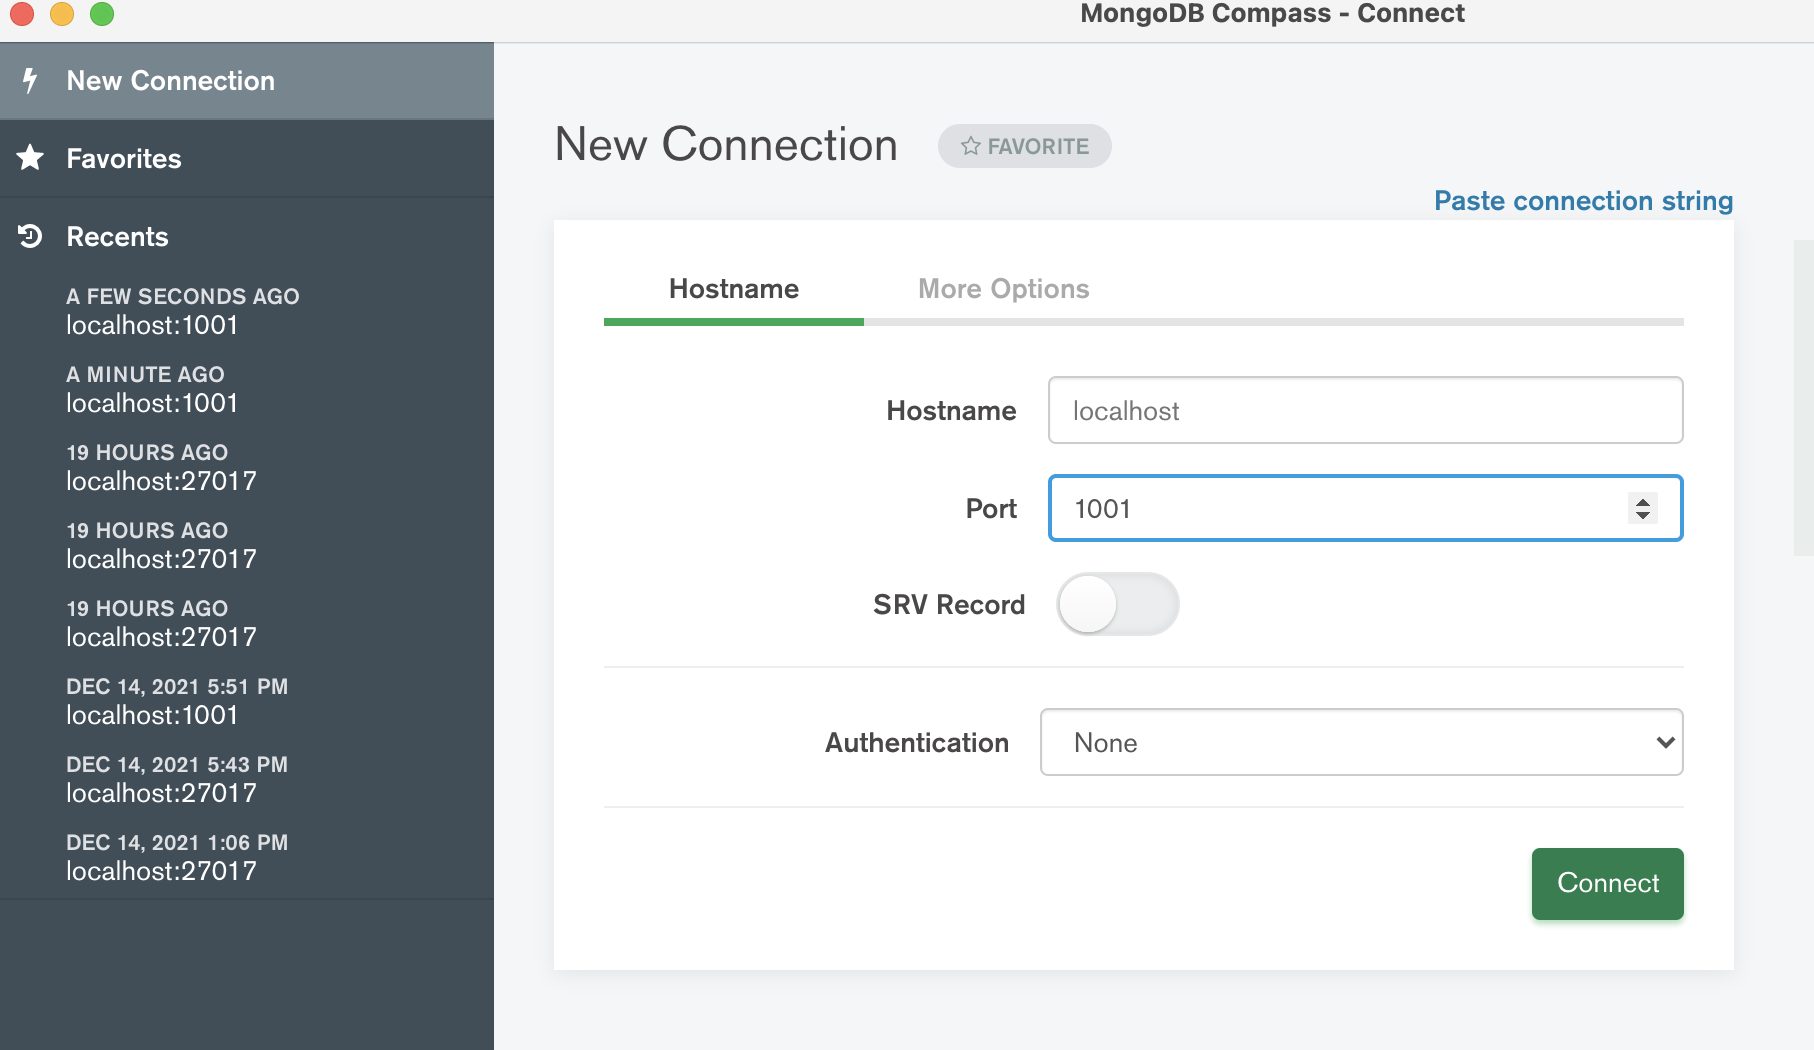 MongoDB Compass - Connect
New Connection
Favorites
Recents
A FEW SECONDS AGO
localhost:1001
A MINUTE AGO
localhost:1001
19 HOURS AGO
localhost:27017
19 HOURS AGO
localhost:27017
19 HOURS AGO
localhost:27017
DEC 14, 2021 5:51 PM
localhost:1001
DEC 14, 2021 5:43 PM
localhost:27017
DEC 14, 2021 1:06 PM
localhost:27017
New Connection
FAVORITE
Paste connection string
Hostname
More Options
Hostname
localhost
Port
1001
SRV Record
Authentication
None
Connect